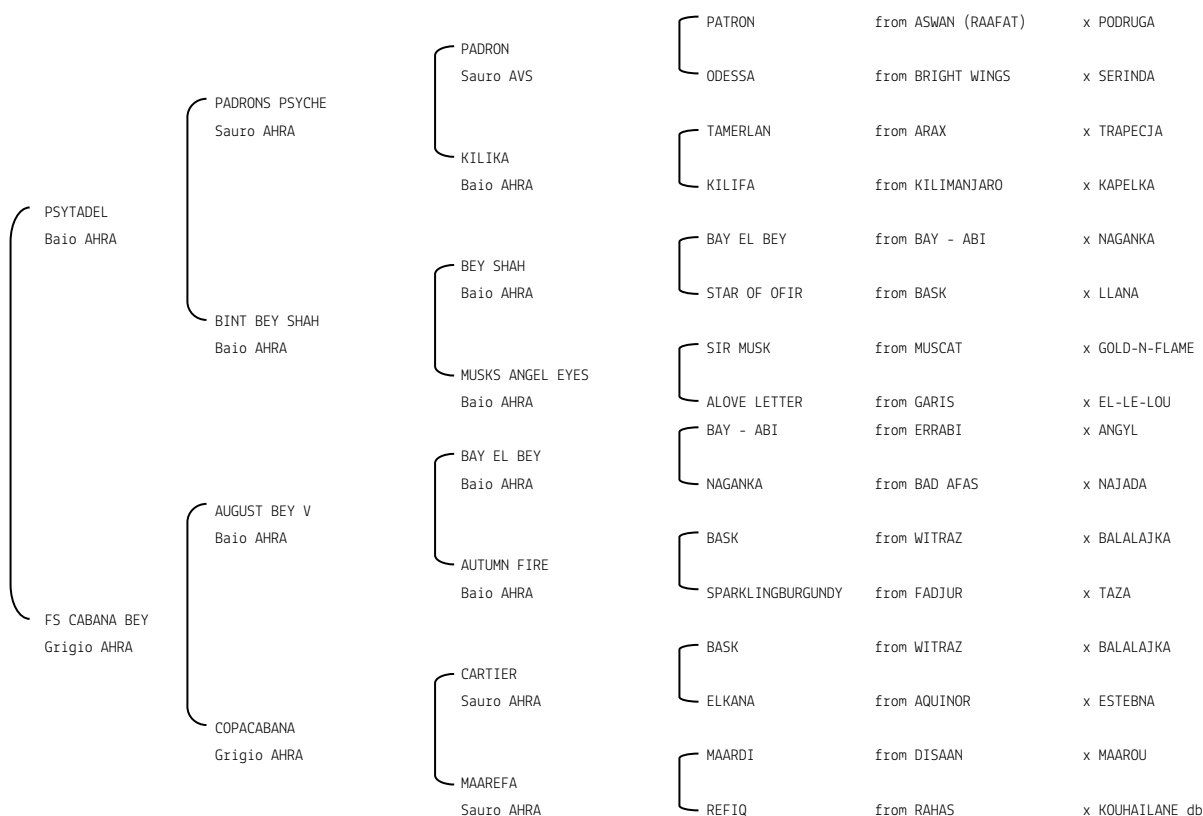 PATRON from ASWAN (RAAFAT) x PODRUGA
PADRON
Sauro AVS ODESSA from BRIGHT WINGS x SERINDA
PADRONS PSYCHE
Sauro AHRA TAMERLAN from ARAX x TRAPECJA
KILIKA
Baio AHRA KILIFA from KILIMANJARO x KAPELKA
PSYTADEL
Baio AHRA BAY EL BEY from BAY - ABI x NAGANKA
BEY SHAH
Baio AHRA STAR OF OFIR from BASK x LLANA
BINT BEY SHAH
Baio AHRA SIR MUSK from MUSCAT x GOLD-N-FLAME
MUSKS ANGEL EYES
Baio AHRA ALOVE LETTER from GARIS x EL-LE-LOU
BAY - ABI from ERRABI x ANGYL
BAY EL BEY
Baio AHRA NAGANKA from BAD AFAS x NAJADA
AUGUST BEY V
Baio AHRA BASK from WITRAZ x BALALAJKA
AUTUMN FIRE
Baio AHRA SPARKLINGBURGUNDY from FADJUR x TAZA
FS CABANA BEY
Grigio AHRA BASK from WITRAZ x BALALAJKA
CARTIER
Sauro AHRA ELKANA from AQUINOR x ESTEBNA
COPACABANA
Grigio AHRA MAARDI from DISAAN x MAAROU
MAAREFA
Sauro AHRA REFIQ from RAHAS x KOUHAILANE db